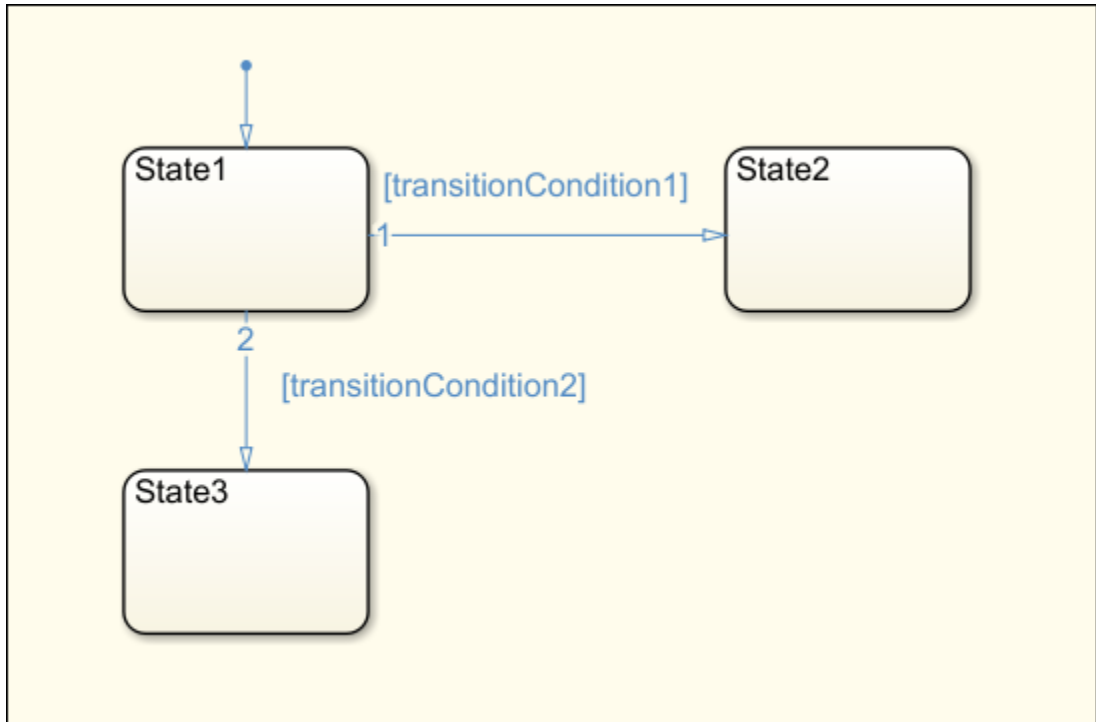 State1
[transitionCondition1]
State2
1
2
[transitionCondition2]
State3